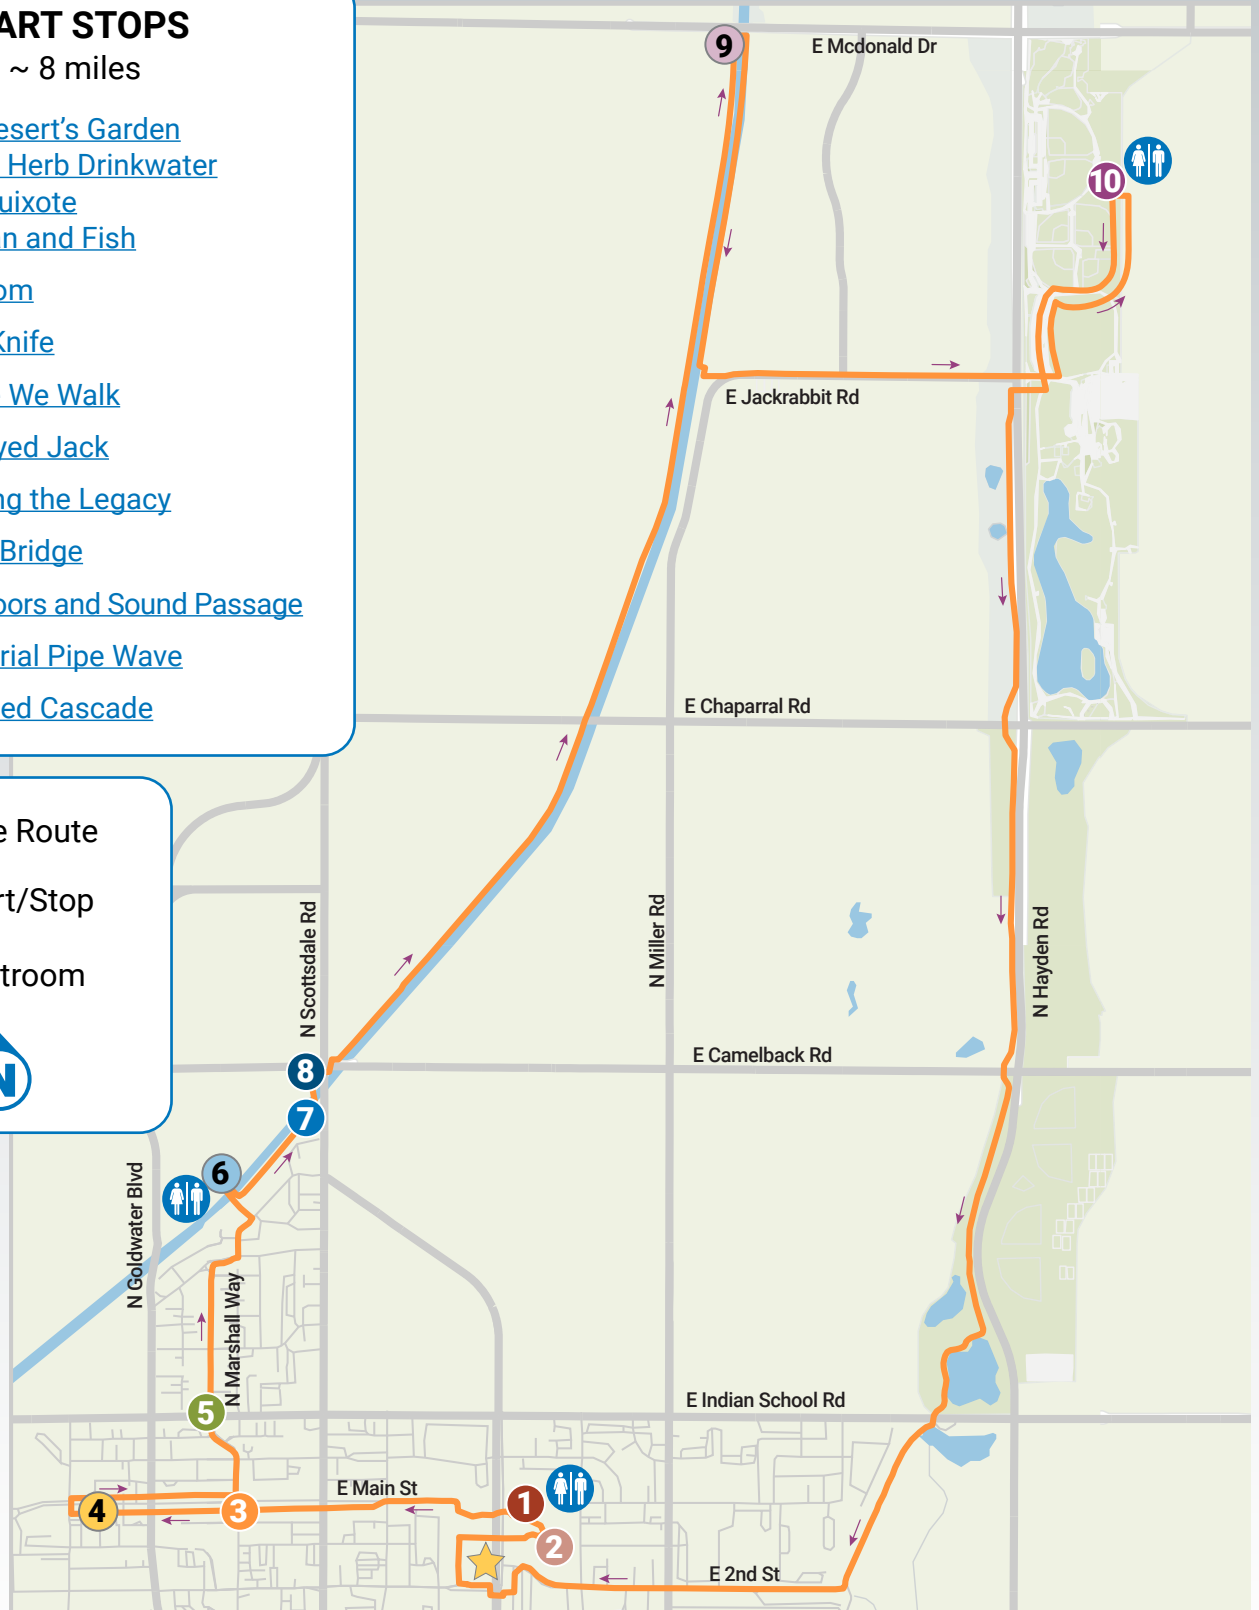 ART STOPS
~ 8 miles
esert's Garden
Herb Drinkwater
uixote
n and Fish
om
Knife
We Walk
yed Jack
ng the Legacy
Bridge
oors and Sound Passage
rial Pipe Wave
ed Cascade
e Route
rt/Stop
troom
N
9
E Mcdonald Dr
10
E Jackrabbit Rd
E Chaparral Rd
N Scottsdale Rd
N Miller Rd
N Hayden Rd
8
E Camelback Rd
7
6
N Goldwater Blvd
N Marshall Way
5
E Indian School Rd
E Main St
4
3
1
2
E 2nd St